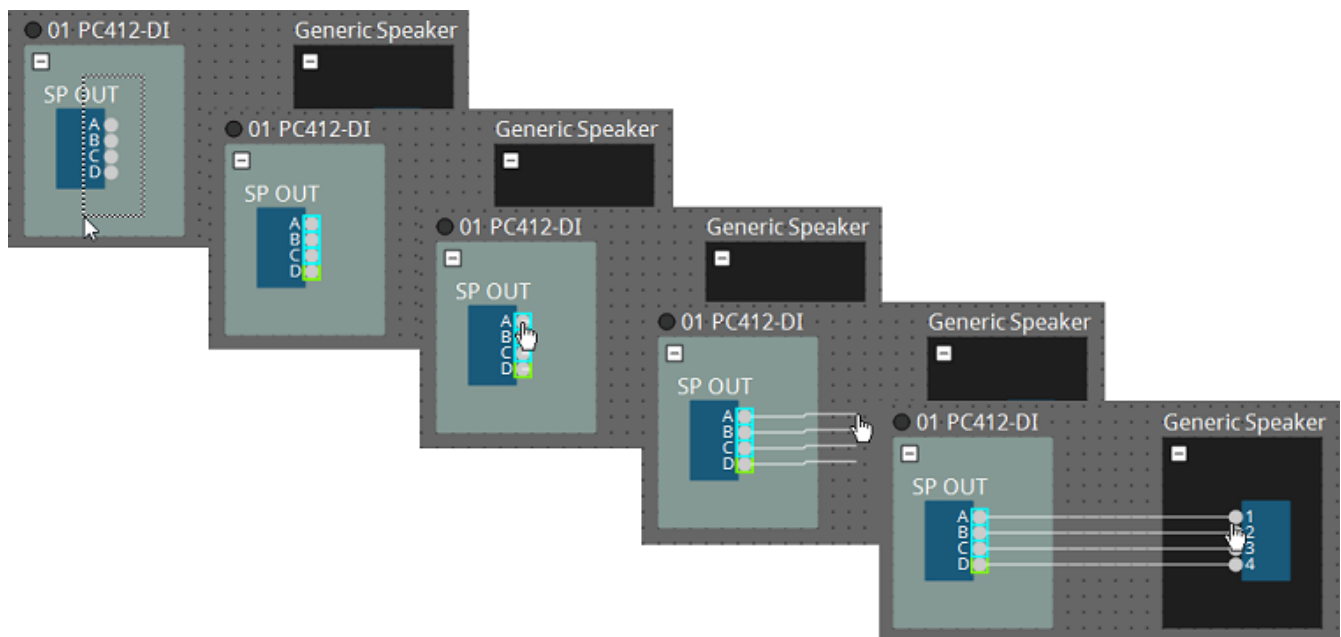 01 PC412-DI
Generic Speaker
SP OUT
A
B
C
D
01 PC412-DI
Generic Speaker
SP OUT
A
B
C
D
01 PC412-DI
Generic Speaker
SP OUT
A
B
C
D
01 PC412-DI
Generic Speaker
SP OUT
A
B
C
D
01 PC412-DI
Generic Speaker
SP OUT
A 1
B 2
C 3
D 4